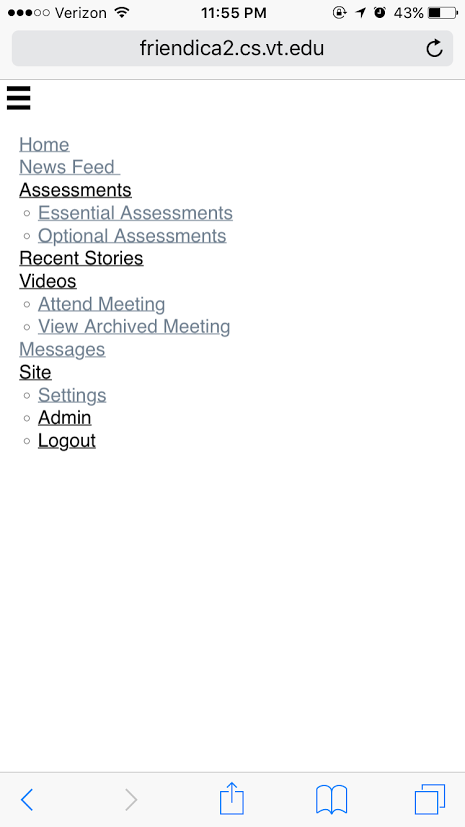 Verizon 11:55 PM 43%
friendica2.cs.vt.edu
Home
News Feed
Assessments
Essential Assessments
Optional Assessments
Recent Stories
Videos
Attend Meeting
View Archived Meeting
Messages
Site
Settings
Admin
Logout